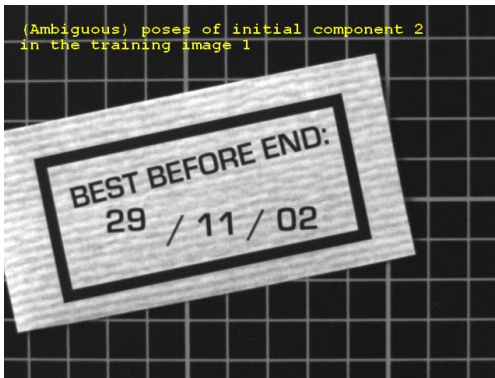 (Ambiguous) poses of initial component 2
in the training image 1
BEST BEFORE END:
29 / 11 / 02